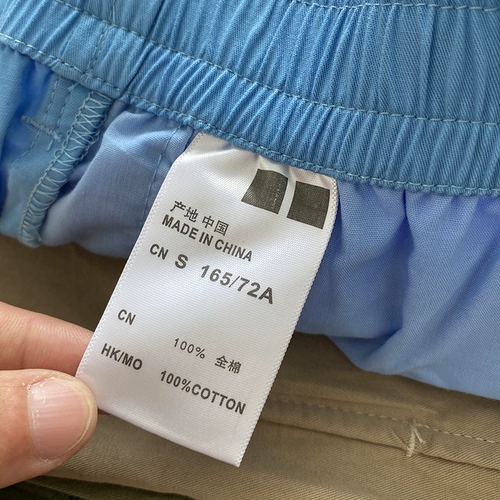 产地 中国
MADE IN CHINA
CN S 165/72A
CN 100% 全棉
HK/MO 100%COTTON